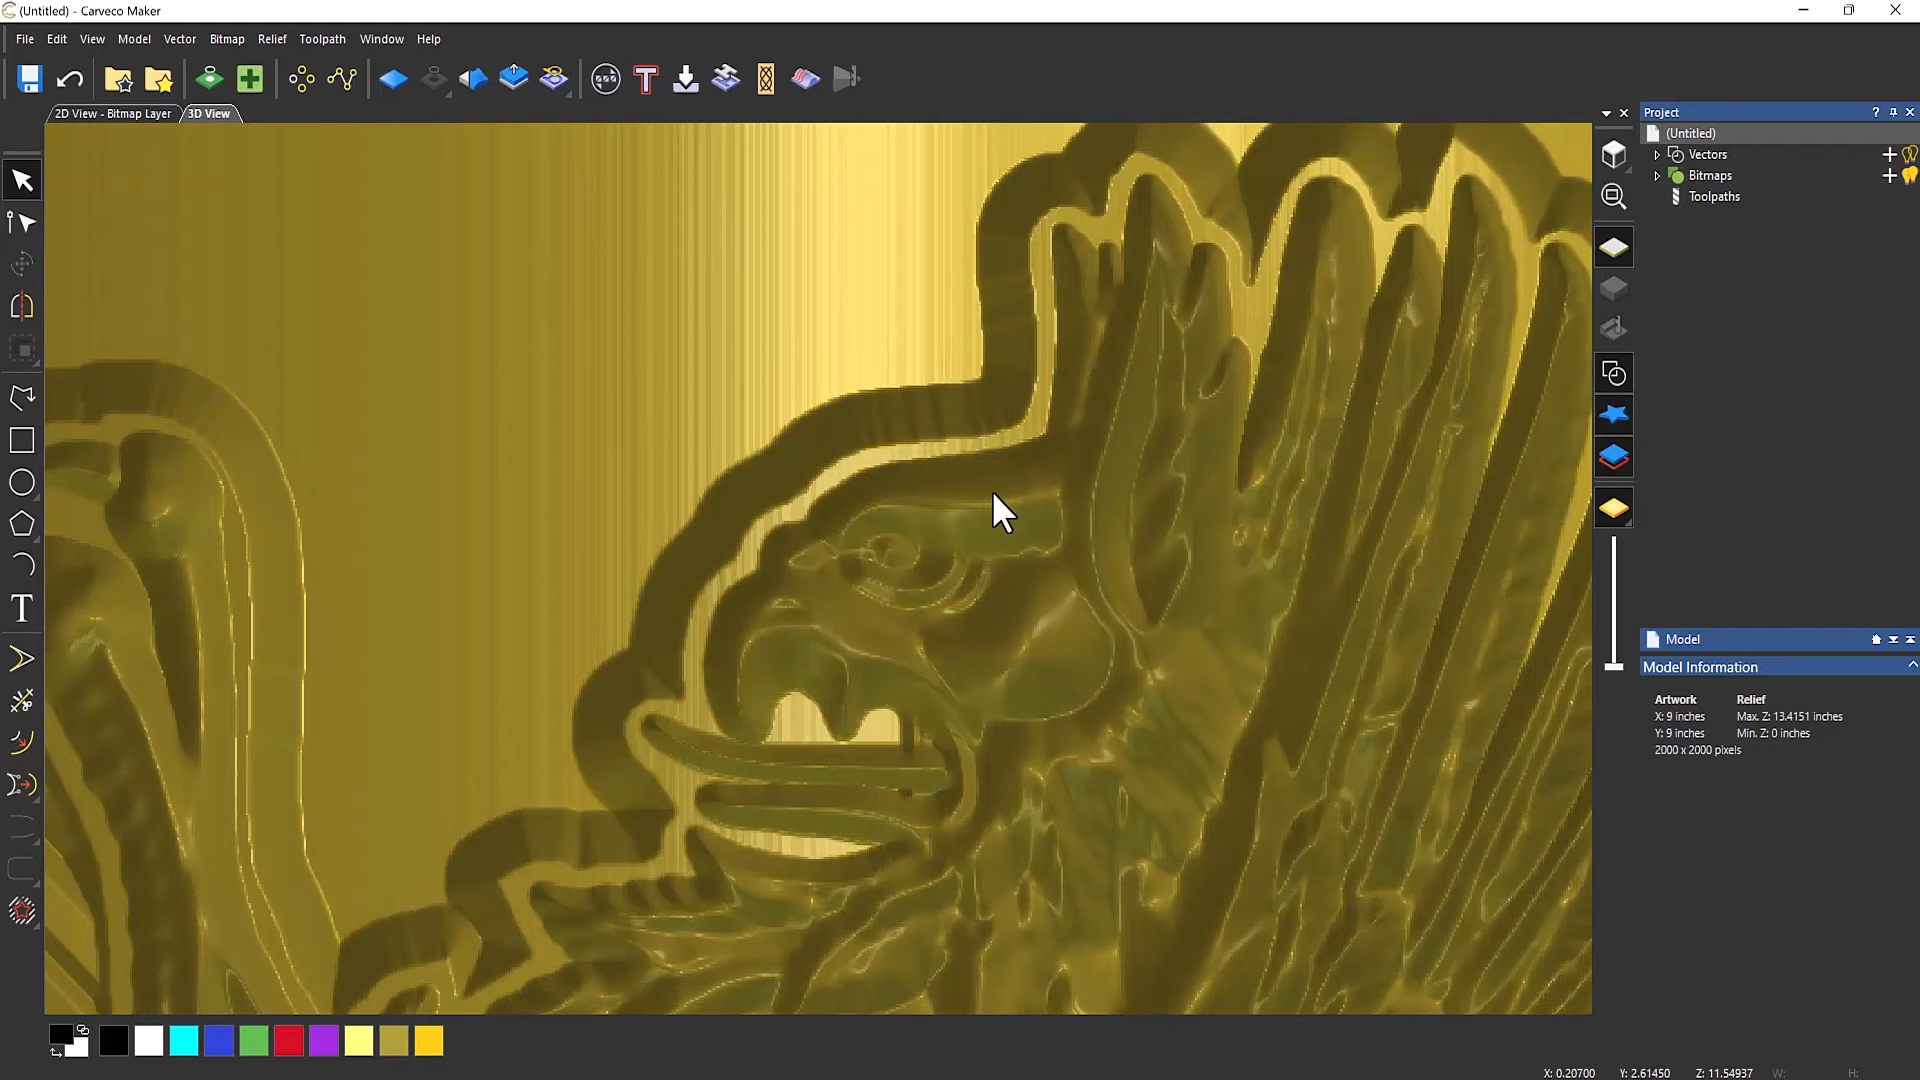 (Untitled) - Carveco Maker
File Edit View Model Vector Bitmap Relief Toolpath Window Help
2D View - Bitmap Layer 3D View
Project
(Untitled)
Vectors
Bitmaps
Toolpaths
T
Model
Model Information
Artwork Relief
X: 9 inches Max. Z: 13.4151 inches
Y: 9 inches Min. Z: 0 inches
2000 x 2000 pixels
X: 0.20700 Y: 2.61450 Z: 11.54937 W: H: